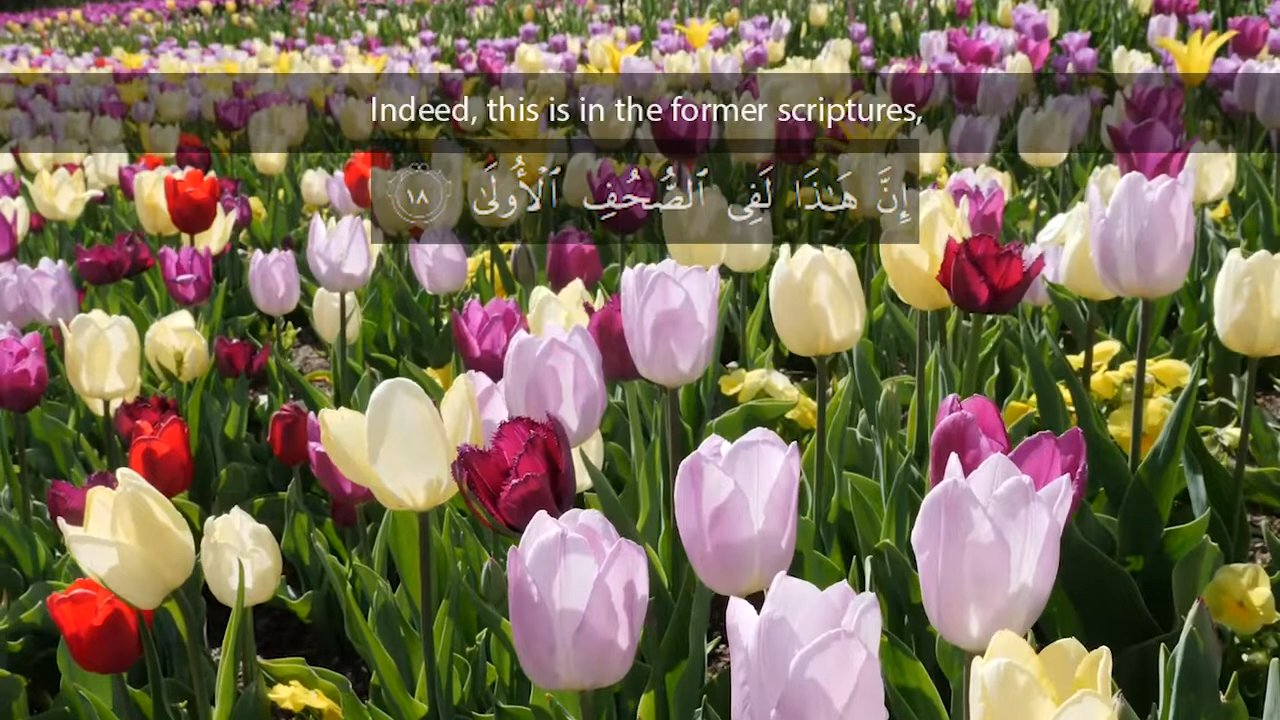 Indeed, this is in the former scriptures,
إِنَّ هَـٰذَا لَفِى ٱلصُّحُفِ ٱلْأُولَىٰ ١٨